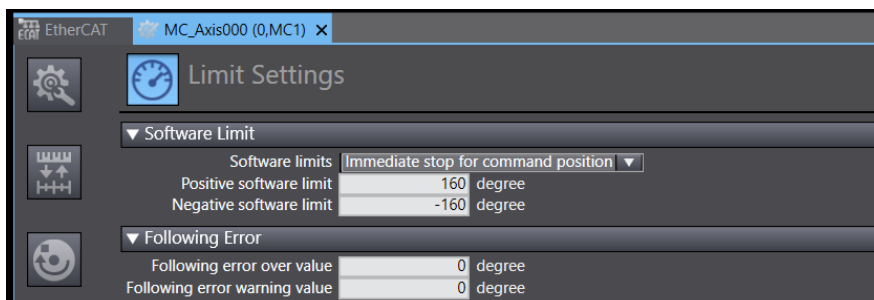 EtherCAT MC_Axis000 (0,MC1) ×
Limit Settings
▼ Software Limit
Software limits Immediate stop for command position ▼
Positive software limit 160 degree
Negative software limit -160 degree
▼ Following Error
Following error over value 0 degree
Following error warning value 0 degree